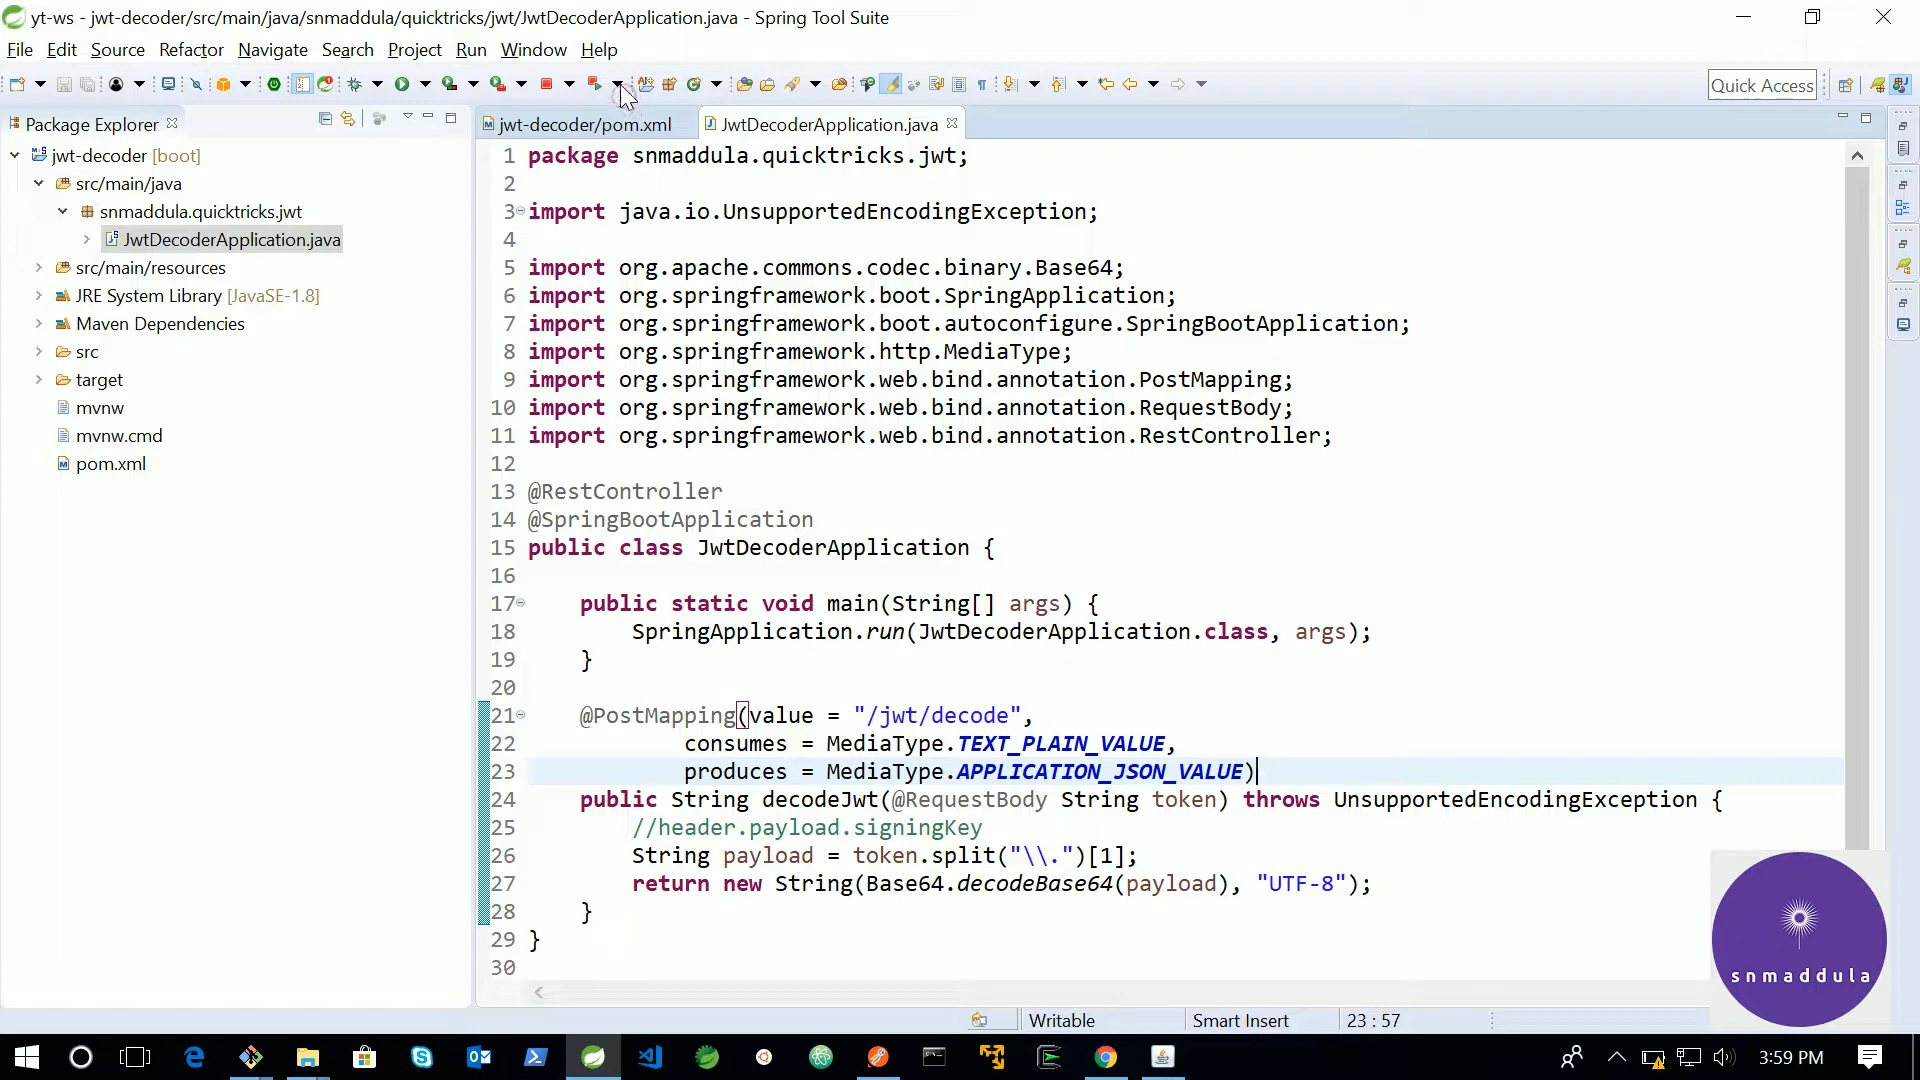 yt-ws - jwt-decoder/src/main/java/snmaddula/quicktricks/jwt/JwtDecoderApplication.java - Spring Tool Suite
File Edit Source Refactor Navigate Search Project Run Window Help
Quick Access
Package Explorer
jwt-decoder/pom.xml
JwtDecoderApplication.java
jwt-decoder [boot]
src/main/java
snmaddula.quicktricks.jwt
JwtDecoderApplication.java
src/main/resources
JRE System Library [JavaSE-1.8]
Maven Dependencies
src
target
mvnw
mvnw.cmd
pom.xml
1 package snmaddula.quicktricks.jwt;
2
3 import java.io.UnsupportedEncodingException;
4
5 import org.apache.commons.codec.binary.Base64;
6 import org.springframework.boot.SpringApplication;
7 import org.springframework.boot.autoconfigure.SpringBootApplication;
8 import org.springframework.http.MediaType;
9 import org.springframework.web.bind.annotation.PostMapping;
10 import org.springframework.web.bind.annotation.RequestBody;
11 import org.springframework.web.bind.annotation.RestController;
12
13 @RestController
14 @SpringBootApplication
15 public class JwtDecoderApplication {
16
17 public static void main(String[] args) {
18 SpringApplication.run(JwtDecoderApplication.class, args);
19 }
20
21 @PostMapping(value = "/jwt/decode",
22 consumes = MediaType.TEXT_PLAIN_VALUE,
23 produces = MediaType.APPLICATION_JSON_VALUE)
24 public String decodeJwt(@RequestBody String token) throws UnsupportedEncodingException {
25 //header.payload.signingKey
26 String payload = token.split("\\.")[1];
27 return new String(Base64.decodeBase64(payload), "UTF-8");
28 }
29 }
30
snmaddula
Writable Smart Insert 23 : 57
3:59 PM